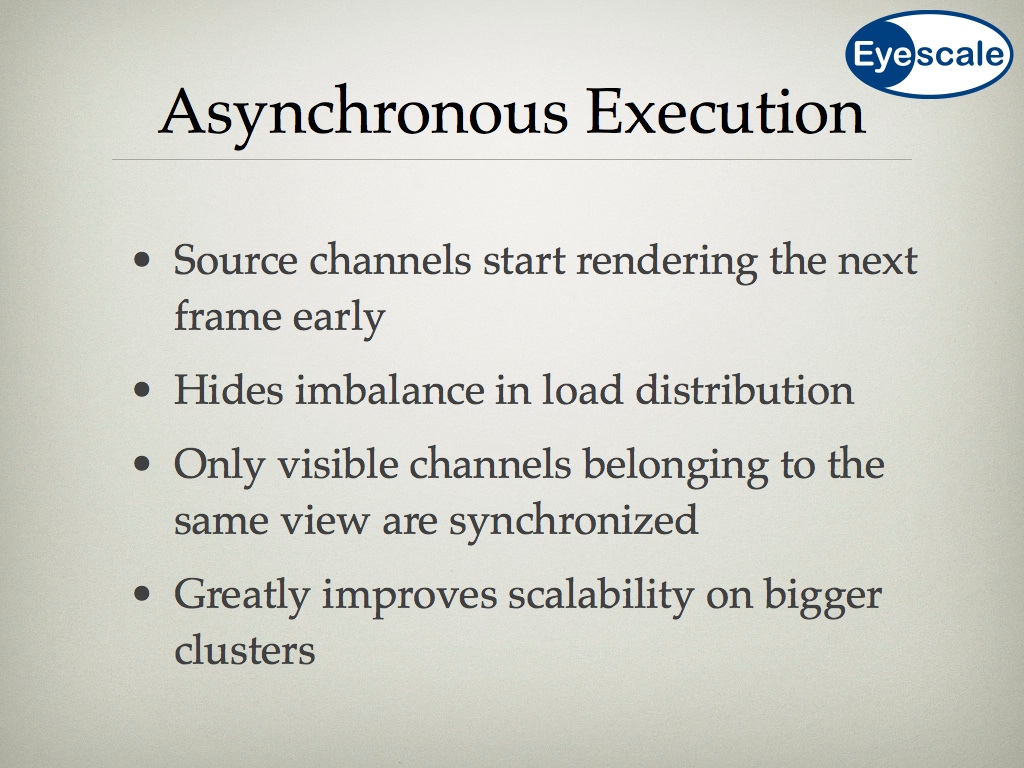 Eyescale
Asynchronous Execution
• Source channels start rendering the next
frame early
• Hides imbalance in load distribution
• Only visible channels belonging to the
same view are synchronized
• Greatly improves scalability on bigger
clusters